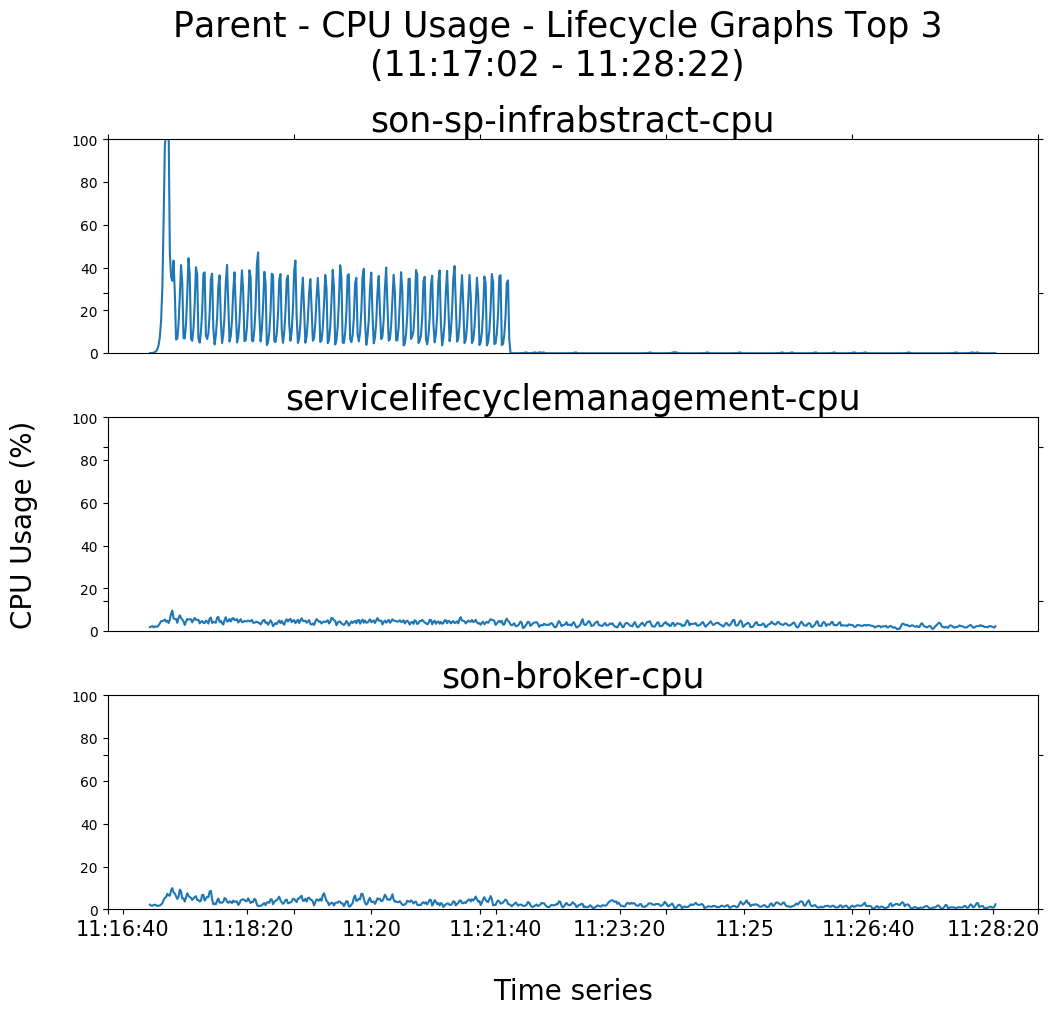 Parent - CPU Usage - Lifecycle Graphs Top 3
(11:17:02 - 11:28:22)
son-sp-infrabstract-cpu
100
80
60
40
20
0
servicelifecyclemanagement-cpu
100
80
60
40
20
0
CPU Usage (%)
son-broker-cpu
100
80
60
40
20
0
11:16:40 11:18:20 11:20 11:21:40 11:23:20 11:25 11:26:40 11:28:20
Time series